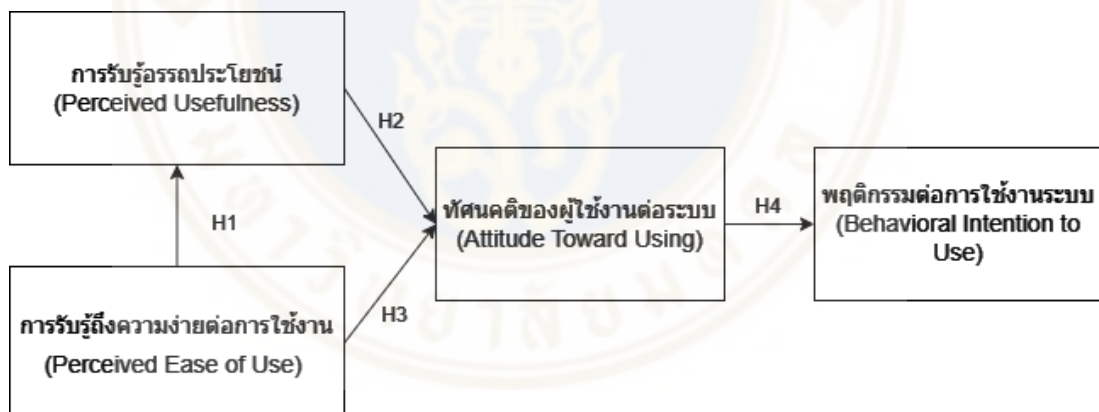 การรับรู้อรรถประโยชน์
(Perceived Usefulness)
H2
H1
ทัศนคติของผู้ใช้งานต่อระบบ
(Attitude Toward Using)
H4
พฤติกรรมต่อการใช้งานระบบ
(Behavioral Intention to
Use)
การรับรู้ถึงความง่ายต่อการใช้งาน
(Perceived Ease of Use)
H3